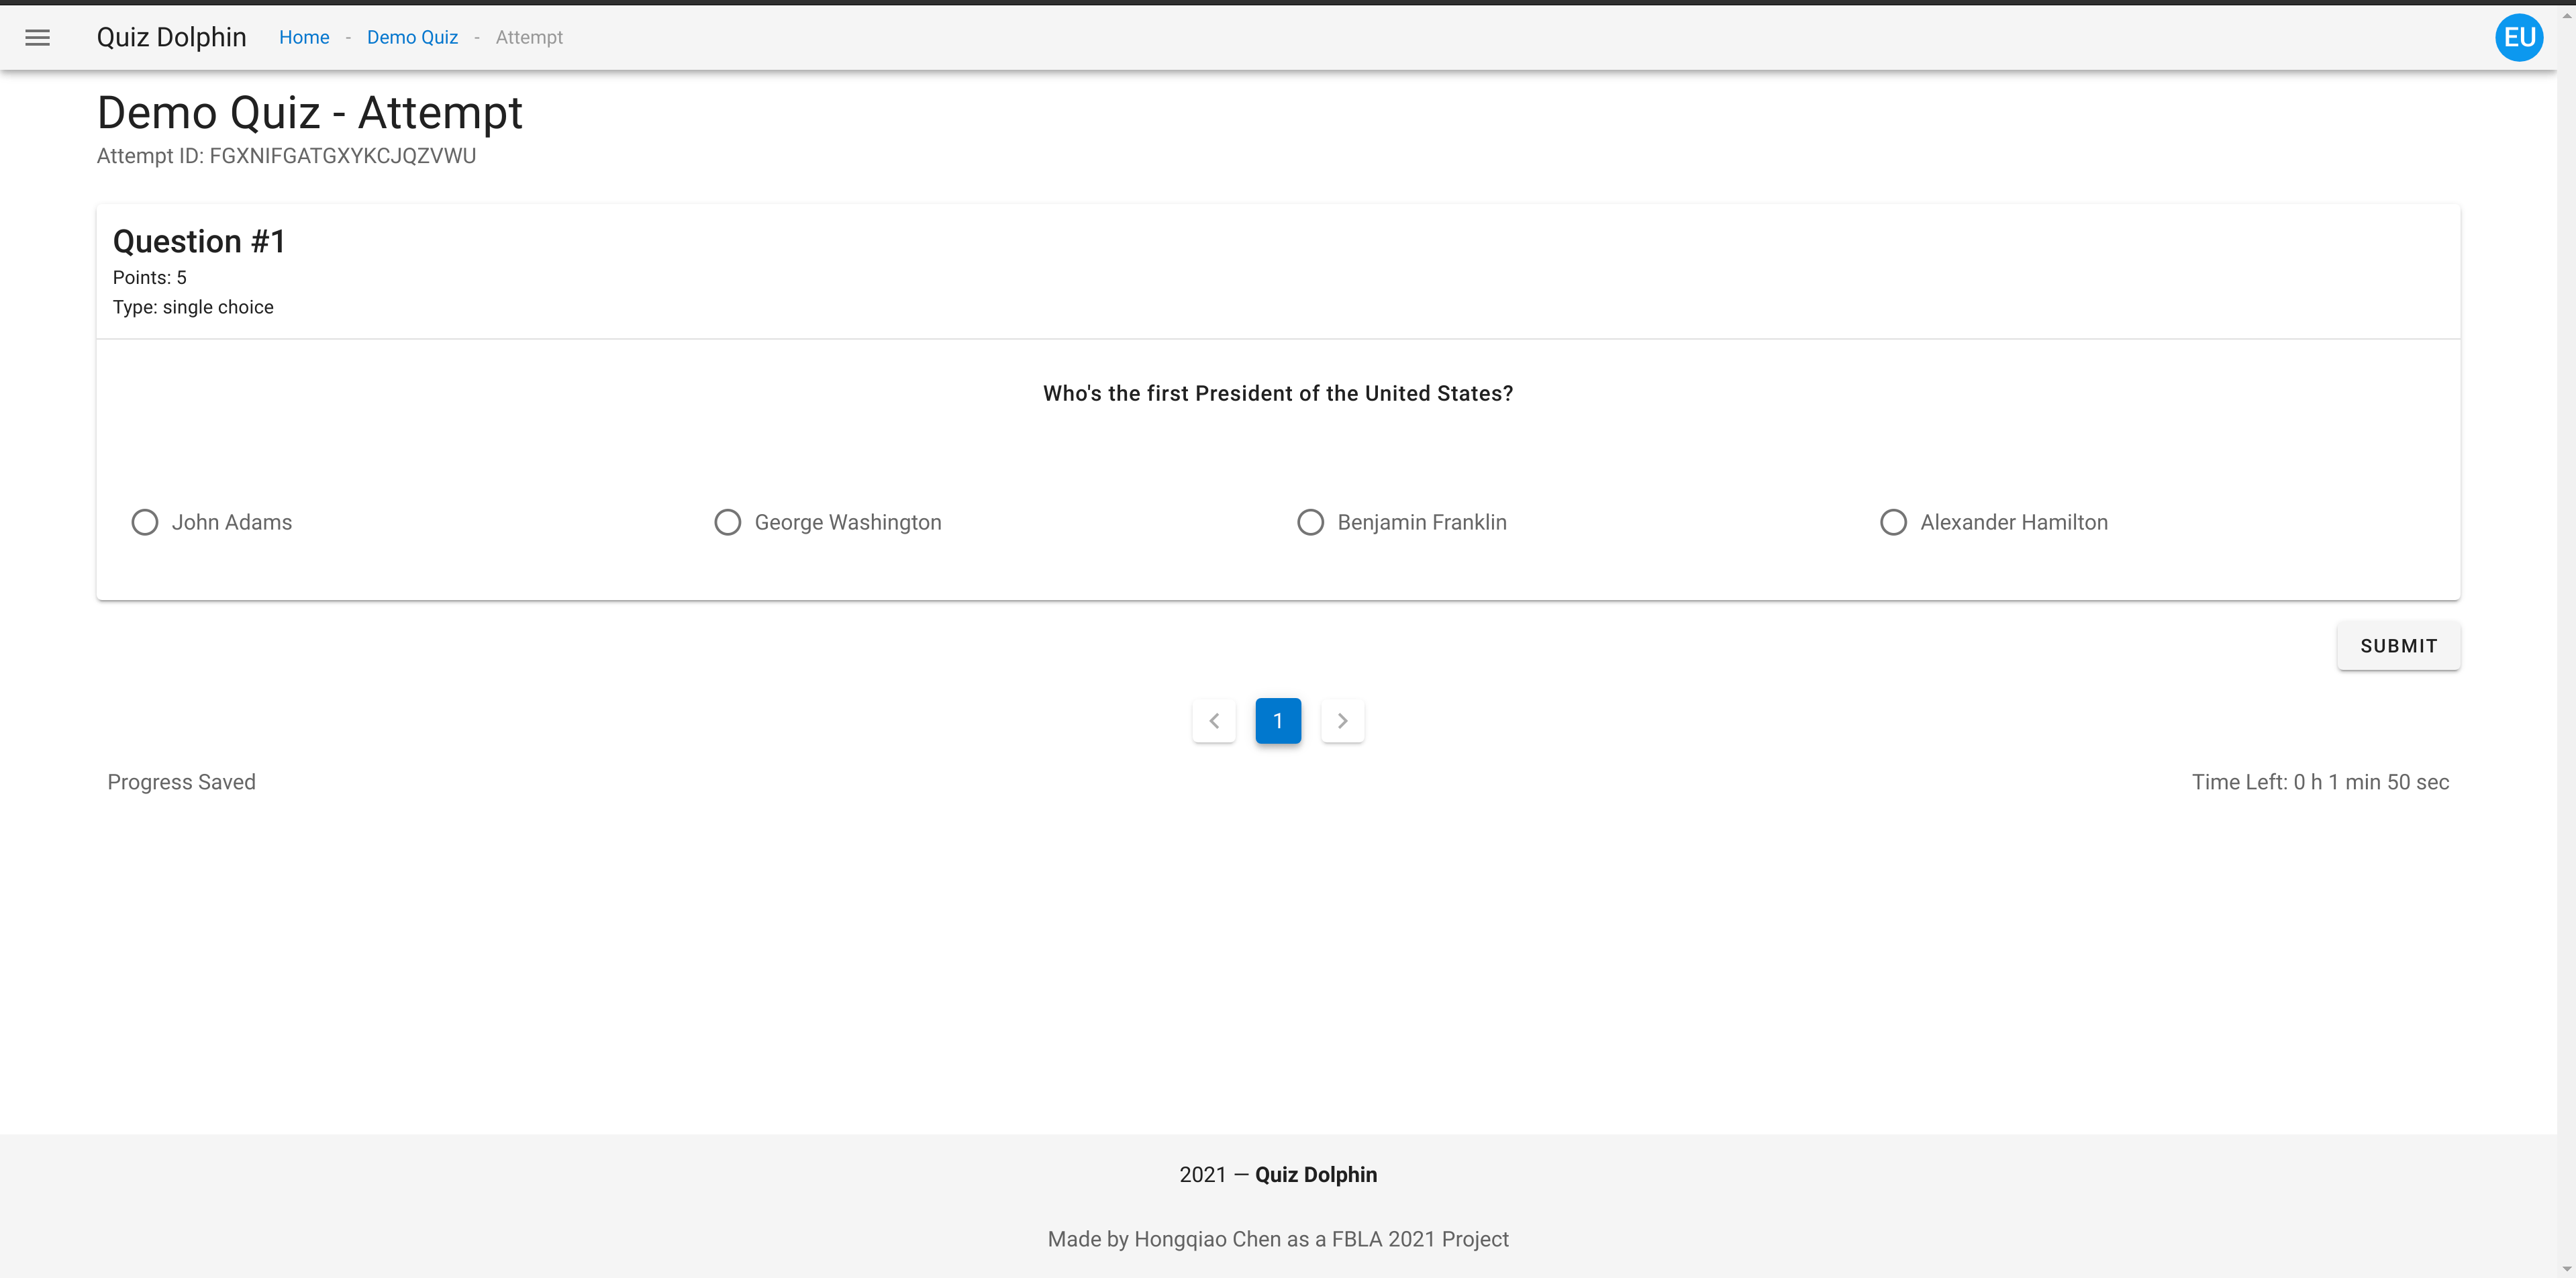 Quiz Dolphin Home - Demo Quiz - Attempt EU
Demo Quiz - Attempt
Attempt ID: FGXNIFGATGXYKCJQZVWU
Question #1
Points: 5
Type: single choice
Who's the first President of the United States?
John Adams George Washington Benjamin Franklin Alexander Hamilton
SUBMIT
1
Progress Saved Time Left: 0 h 1 min 50 sec
2021 — Quiz Dolphin
Made by Hongqiao Chen as a FBLA 2021 Project